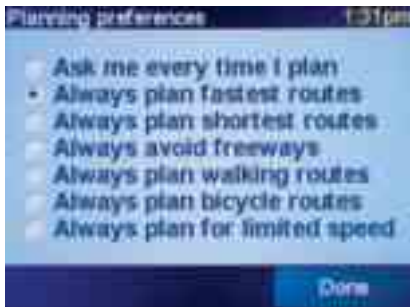 Planning preferences 1:31pm
Ask me every time I plan
Always plan fastest routes
Always plan shortest routes
Always avoid freeways
Always plan walking routes
Always plan bicycle routes
Always plan for limited speed
Done